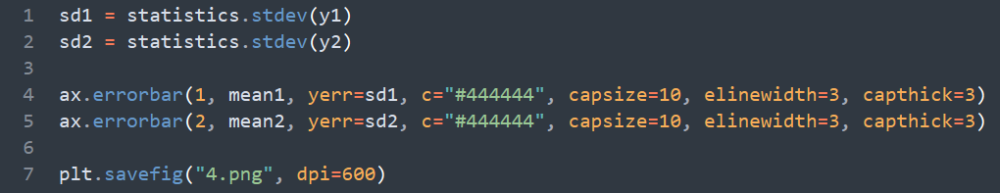 1 sd1 = statistics.stdev(y1)
2 sd2 = statistics.stdev(y2)
3
4 ax.errorbar(1, mean1, yerr=sd1, c="#444444", capsize=10, elinewidth=3, capthick=3)
5 ax.errorbar(2, mean2, yerr=sd2, c="#444444", capsize=10, elinewidth=3, capthick=3)
6
7 plt.savefig("4.png", dpi=600)